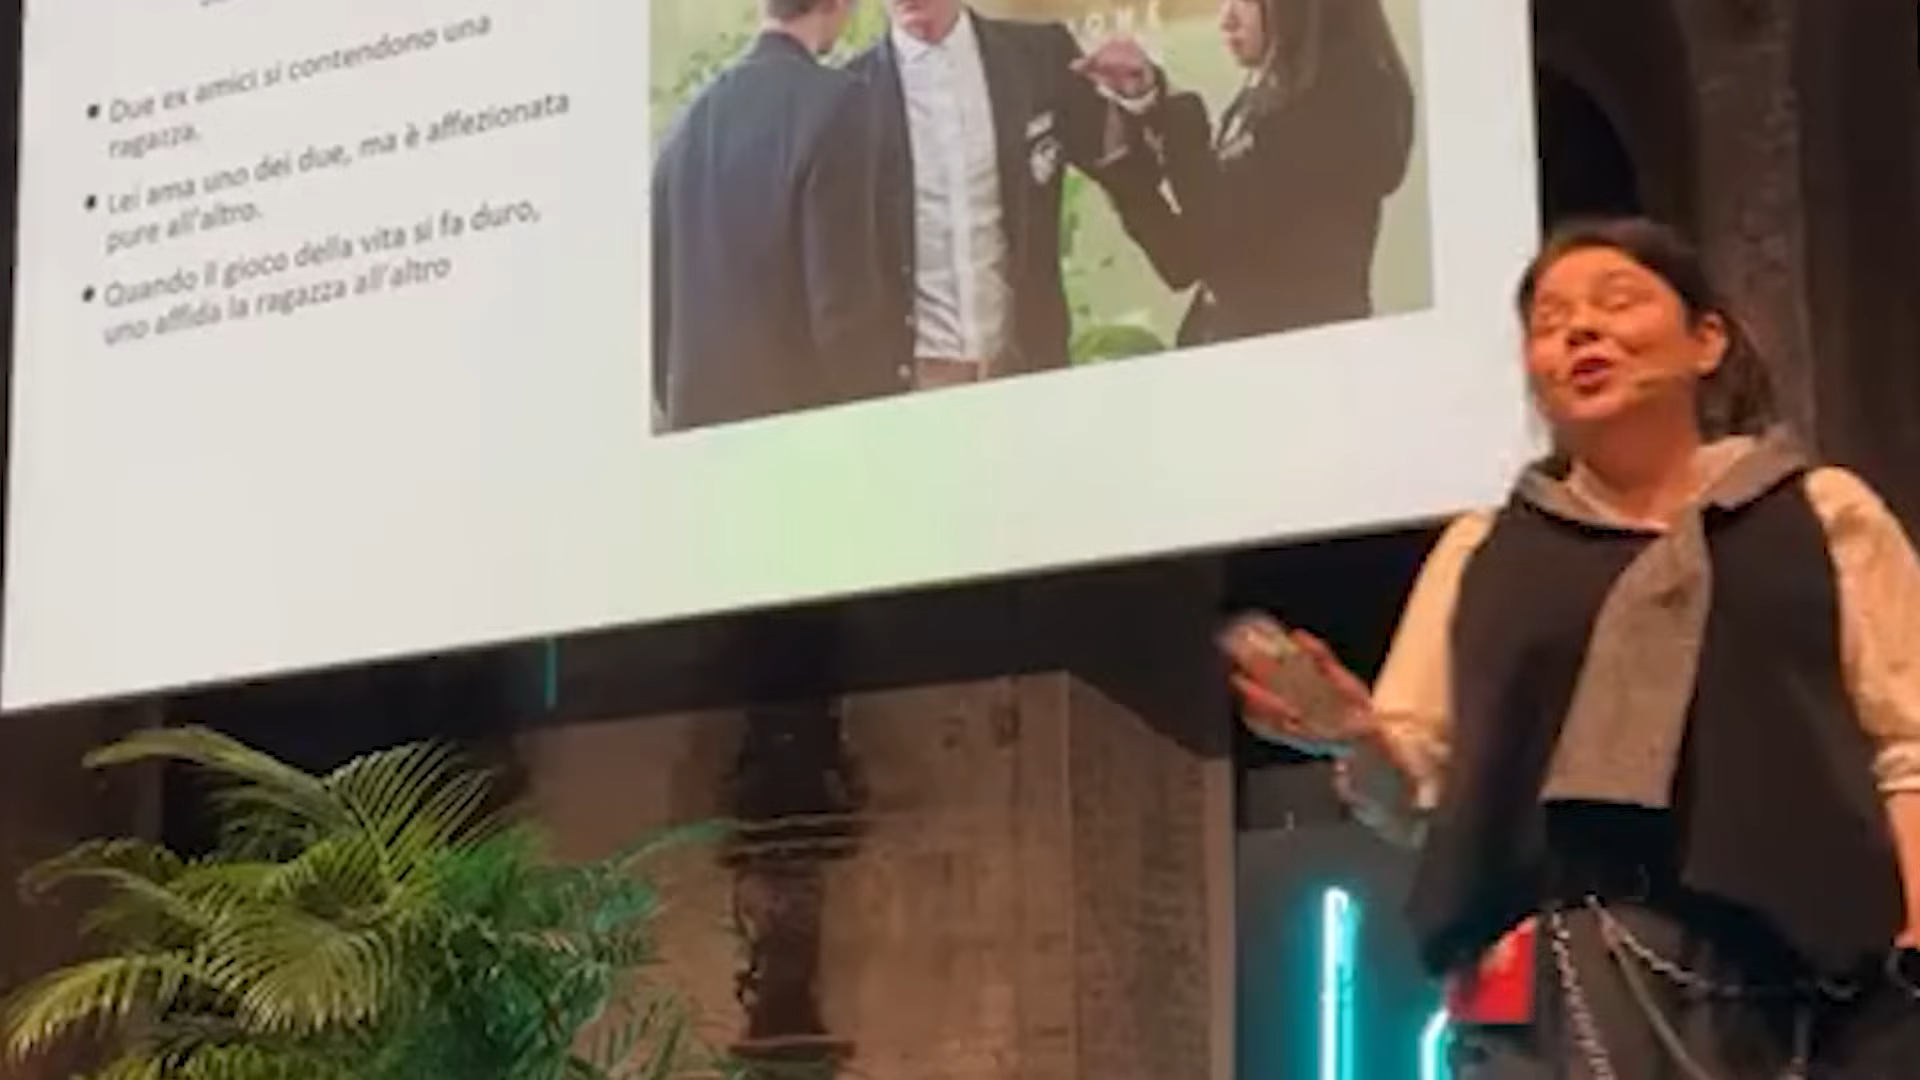 Due ex amici si contendono una
ragazza.
Lei ama uno dei due, ma è affezionata
pure all'altro.
Quando il gioco della vita si fa duro,
uno affida la ragazza all'altro